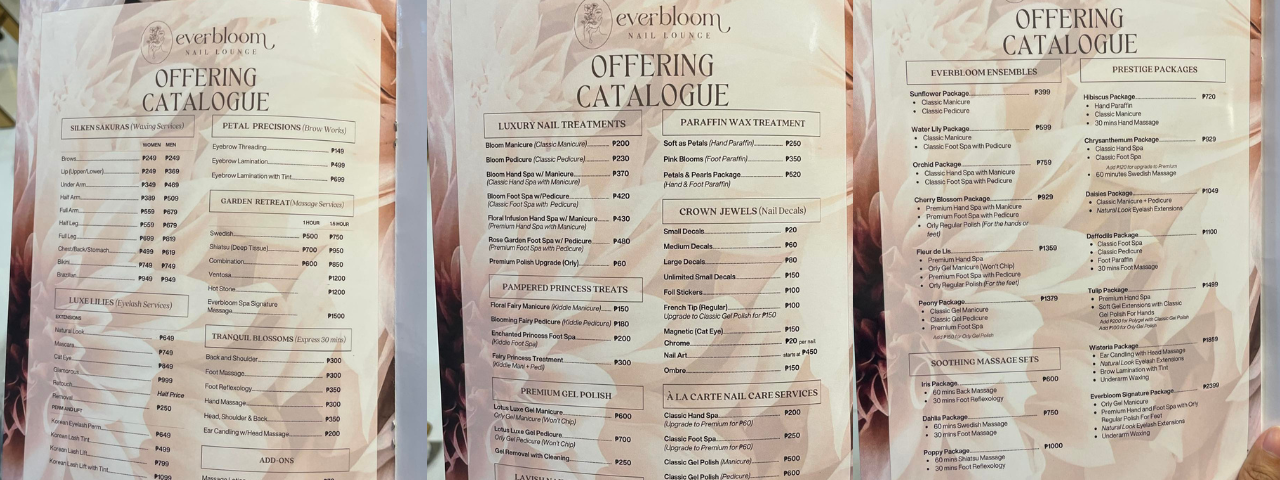 everbloom
NAIL LOUNGE
OFFERING
CATALOGUE
SILKEN SAKURAS (Waxing Services)
WOMEN MEN
Brows ₱249 ₱249
Lip (Upper/Lower) ₱249 ₱369
Under Arm ₱349 ₱489
Half Arm ₱389 ₱509
Full Arm ₱559 ₱679
Half Leg ₱559 ₱679
Full Leg ₱699 ₱819
Chest/Back/Stomach ₱499 ₱619
Bikini ₱749 ₱749
Brazilian ₱949 ₱949
LUXE LILIES (Eyelash Services)
EXTENSIONS
Natural Look ₱649
Mascara ₱749
Cat Eye ₱849
Glamorous ₱999
Retouch Half Price
Removal ₱250
PERM AND LIFT
Korean Eyelash Perm ₱649
Korean Lash Tint ₱499
Korean Lash Lift ₱799
Korean Lash Lift with Tint ₱1099
PETAL PRECISIONS (Brow Works)
Eyebrow Threading ₱149
Eyebrow Lamination ₱499
Eyebrow Lamination with Tint ₱699
GARDEN RETREAT (Massage Services)
1 HOUR 1.5 HOUR
Swedish ₱500 ₱750
Shiatsu (Deep Tissue) ₱700 ₱950
Combination ₱600 ₱850
Ventosa ₱1200
Hot Stone ₱1200
Everbloom Spa Signature
Massage ₱1500
TRANQUIL BLOSSOMS (Express 30 mins)
Back and Shoulder ₱300
Foot Massage ₱300
Foot Reflexology ₱350
Hand Massage ₱300
Head, Shoulder & Back ₱350
Ear Candling w/Head Massage ₱200
ADD-ONS
everbloom
NAIL LOUNGE
OFFERING
CATALOGUE
LUXURY NAIL TREATMENTS
Bloom Manicure (Classic Manicure) ₱200
Bloom Pedicure (Classic Pedicure) ₱230
Bloom Hand Spa w/ Manicure ₱370
(Classic Hand Spa with Manicure)
Bloom Foot Spa w/Pedicure ₱420
(Classic Foot Spa with Pedicure)
Floral Infusion Hand Spa w/ Manicure ₱430
(Premium Hand Spa with Manicure)
Rose Garden Foot Spa w/ Pedicure ₱480
(Premium Foot Spa with Pedicure)
Premium Polish Upgrade (Orly) ₱60
PAMPERED PRINCESS TREATS
Floral Fairy Manicure (Kiddie Manicure) ₱150
Blooming Fairy Pedicure (Kiddie Pedicure) ₱180
Enchanted Princess Foot Spa ₱200
(Kiddie Foot Spa)
Fairy Princess Treatment ₱300
(Kiddie Mani + Pedi)
PREMIUM GEL POLISH
Lotus Luxe Gel Manicure ₱600
Orly Gel Manicure (Won't Chip)
Lotus Luxe Gel Pedicure ₱700
Orly Gel Pedicure (Won't Chip)
Gel Removal with Cleaning ₱250
PARAFFIN WAX TREATMENT
Soft as Petals (Hand Paraffin) ₱250
Pink Blooms (Foot Paraffin) ₱350
Petals & Pearls Package ₱520
(Hand & Foot Paraffin)
CROWN JEWELS (Nail Decals)
Small Decals ₱20
Medium Decals ₱60
Large Decals ₱80
Unlimited Small Decals ₱150
Foil Stickers ₱100
French Tip (Regular) ₱100
Upgrade to Classic Gel Polish for ₱150
Magnetic (Cat Eye) ₱150
Chrome ₱20 per nail
Nail Art starts at ₱450
Ombre ₱150
À LA CARTE NAIL CARE SERVICES
Classic Hand Spa ₱200
(Upgrade to Premium for ₱60)
Classic Foot Spa ₱250
(Upgrade to Premium for ₱60)
Classic Gel Polish (Manicure) ₱500
Classic Gel Polish (Pedicure) ₱600
OFFERING
CATALOGUE
EVERBLOOM ENSEMBLES
Sunflower Package ₱399
• Classic Manicure
• Classic Pedicure
Water Lily Package ₱599
• Classic Manicure
• Classic Foot Spa with Pedicure
Orchid Package ₱759
• Classic Hand Spa with Manicure
• Classic Foot Spa with Pedicure
Cherry Blossom Package ₱929
• Premium Hand Spa with Manicure
• Premium Foot Spa with Pedicure
• Orly Regular Polish (For the hands or
feet)
Fleur de Lis ₱1359
• Premium Hand Spa
• Orly Gel Manicure (Won't Chip)
• Premium Foot Spa with Pedicure
• Orly Regular Polish (For the feet)
Peony Package ₱1379
• Classic Gel Manicure
• Classic Gel Pedicure
• Premium Foot Spa
SOOTHING MASSAGE SETS
Iris Package ₱600
• 60 mins Back Massage
• 30 mins Foot Reflexology
Dahlia Package ₱750
• 60 mins Swedish Massage
• 30 mins Foot Massage
Poppy Package ₱1000
• 60 mins Shiatsu Massage
• 30 mins Foot Reflexology
PRESTIGE PACKAGES
Hibiscus Package ₱720
• Hand Paraffin
• Classic Manicure
• 30 mins Hand Massage
Chrysanthemum Package ₱929
• Classic Hand Spa
• Classic Foot Spa
Add ₱120 for upgrade to Premium
• 60 minutes Swedish Massage
Daisies Package ₱1049
• Classic Manicure + Pedicure
• Natural Look Eyelash Extensions
Daffodils Package ₱1100
• Classic Foot Spa
• Classic Pedicure
• Foot Paraffin
• 30 mins Foot Massage
Tulip Package ₱1499
• Premium Hand Spa
• Soft Gel Extensions with Classic
Gel Polish For Hands
Add ₱200 for Polygel with Classic Gel Polish
Add ₱100 for Orly Gel Polish
Wisteria Package ₱1889
• Ear Candling with Head Massage
• Natural Look Eyelash Extensions
• Brow Lamination with Tint
• Underarm Waxing
Everbloom Signature Package ₱2399
• Orly Gel Manicure
• Premium Hand and Foot Spa with Orly
Regular Polish For Feet
• Natural Look Eyelash Extensions
• Underarm Waxing